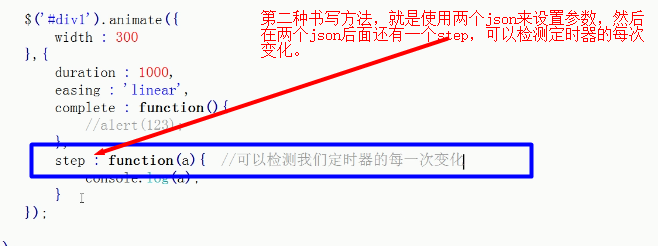 $('#div1').animate({
第二种书写方法，就是使用两个json来设置参数，然后
width : 300
在两个json后面还有一个step，可以检测定时器的每次
},{
变化。
duration : 1000,
easing : 'linear',
complete : function(){
//alert(123);
},
step : function(a){ //可以检测我们定时器的每一次变化
console.log(a);
}
});